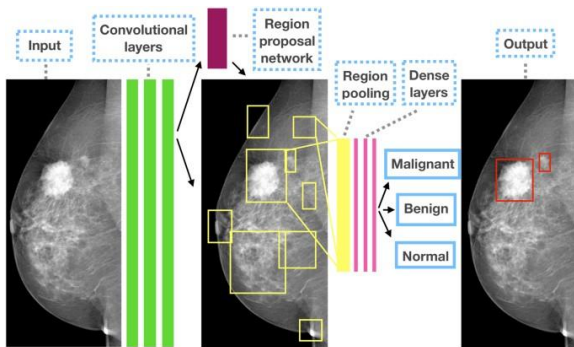 Input
Convolutional
layers
Region
proposal
network
Region
pooling
Dense
layers
Output
Malignant
Benign
Normal